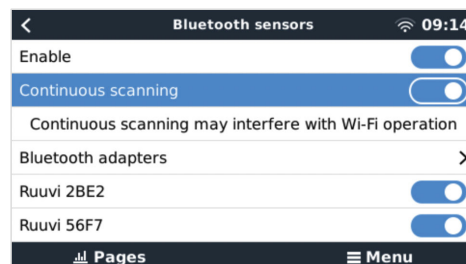 Bluetooth sensors 09:14
Enable
Continuous scanning
Continuous scanning may interfere with Wi-Fi operation
Bluetooth adapters
Ruuvi 2BE2
Ruuvi 56F7
Pages Menu